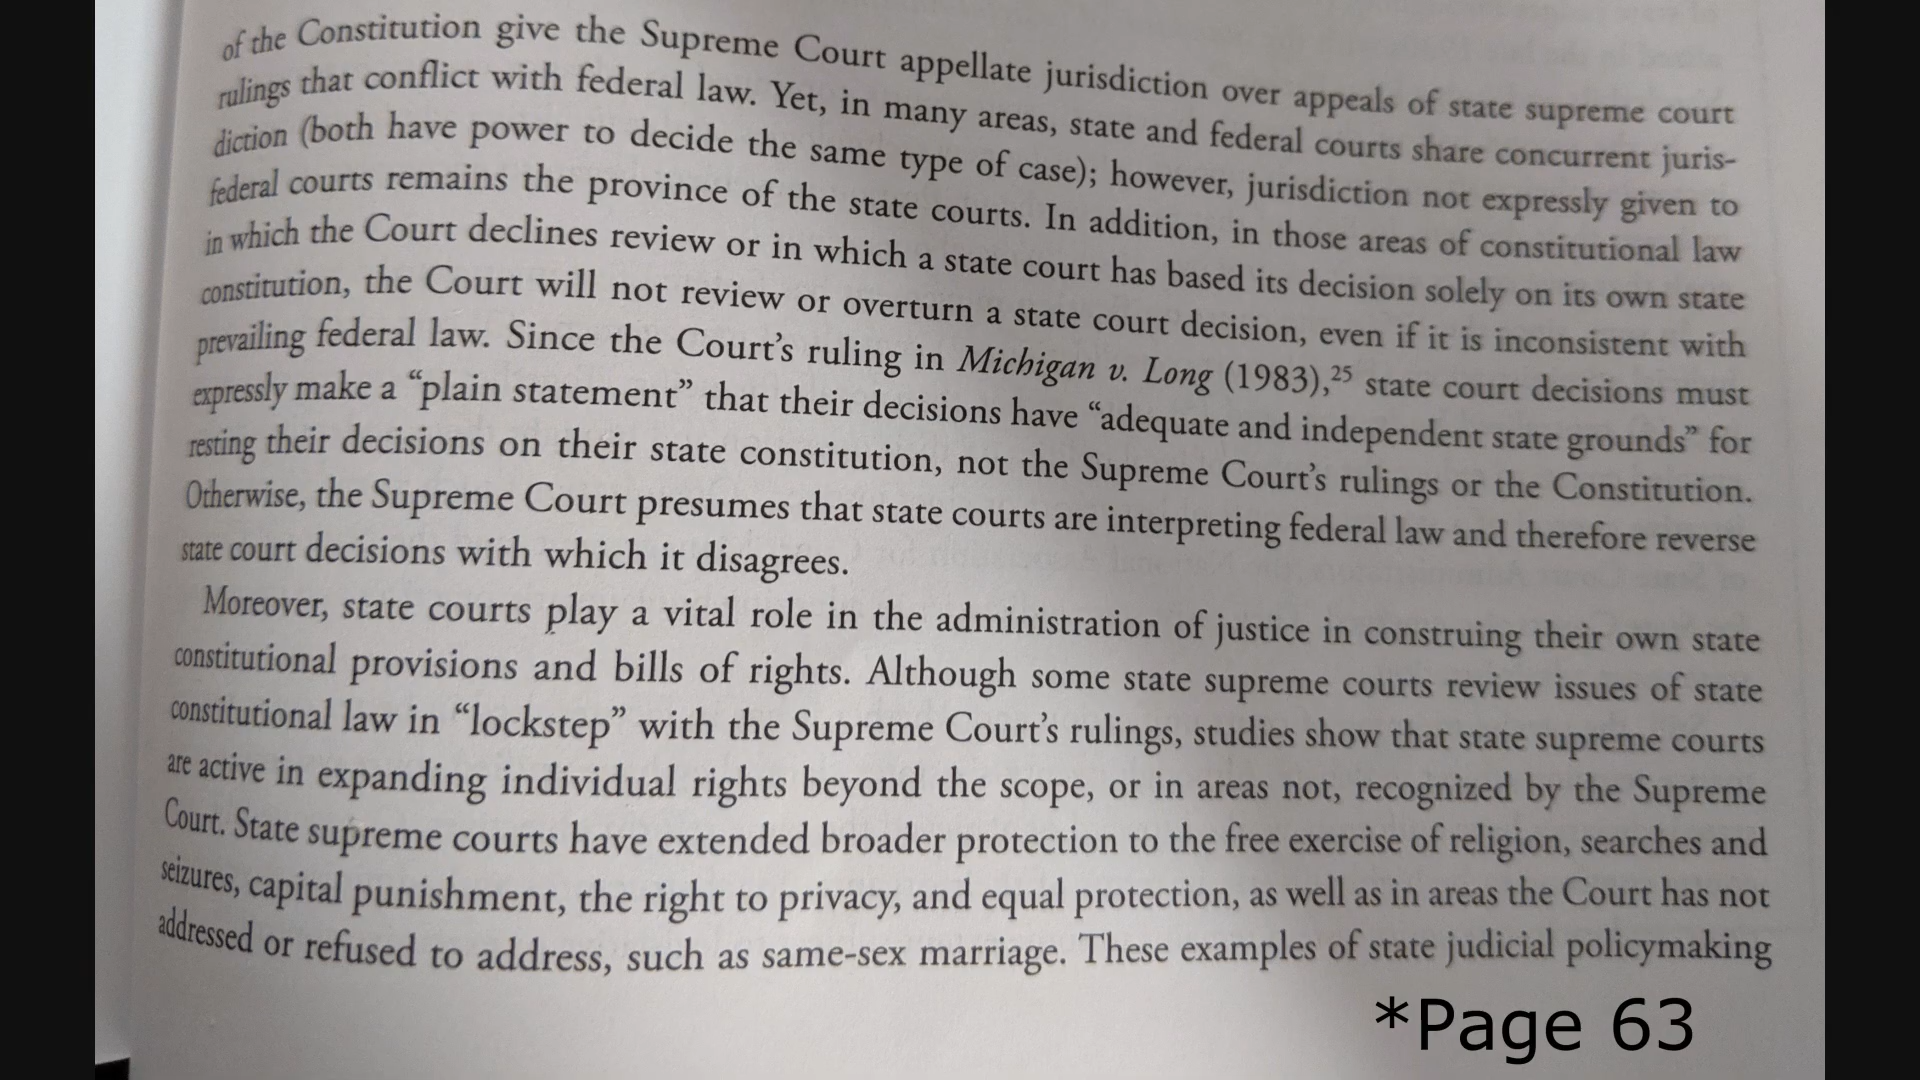 of the Constitution give the Supreme Court appellate jurisdiction over appeals of state supreme court
rulings that conflict with federal law. Yet, in many areas, state and federal courts share concurrent juris-
diction (both have power to decide the same type of case); however, jurisdiction not expressly given to
federal courts remains the province of the state courts. In addition, in those areas of constitutional law
in which the Court declines review or in which a state court has based its decision solely on its own state
constitution, the Court will not review or overturn a state court decision, even if it is inconsistent with
prevailing federal law. Since the Court’s ruling in Michigan v. Long (1983),²⁵ state court decisions must
expressly make a “plain statement” that their decisions have “adequate and independent state grounds” for
resting their decisions on their state constitution, not the Supreme Court’s rulings or the Constitution.
Otherwise, the Supreme Court presumes that state courts are interpreting federal law and therefore reverse
state court decisions with which it disagrees.
Moreover, state courts play a vital role in the administration of justice in construing their own state
constitutional provisions and bills of rights. Although some state supreme courts review issues of state
constitutional law in “lockstep” with the Supreme Court’s rulings, studies show that state supreme courts
are active in expanding individual rights beyond the scope, or in areas not, recognized by the Supreme
Court. State supreme courts have extended broader protection to the free exercise of religion, searches and
seizures, capital punishment, the right to privacy, and equal protection, as well as in areas the Court has not
addressed or refused to address, such as same-sex marriage. These examples of state judicial policymaking
*Page 63